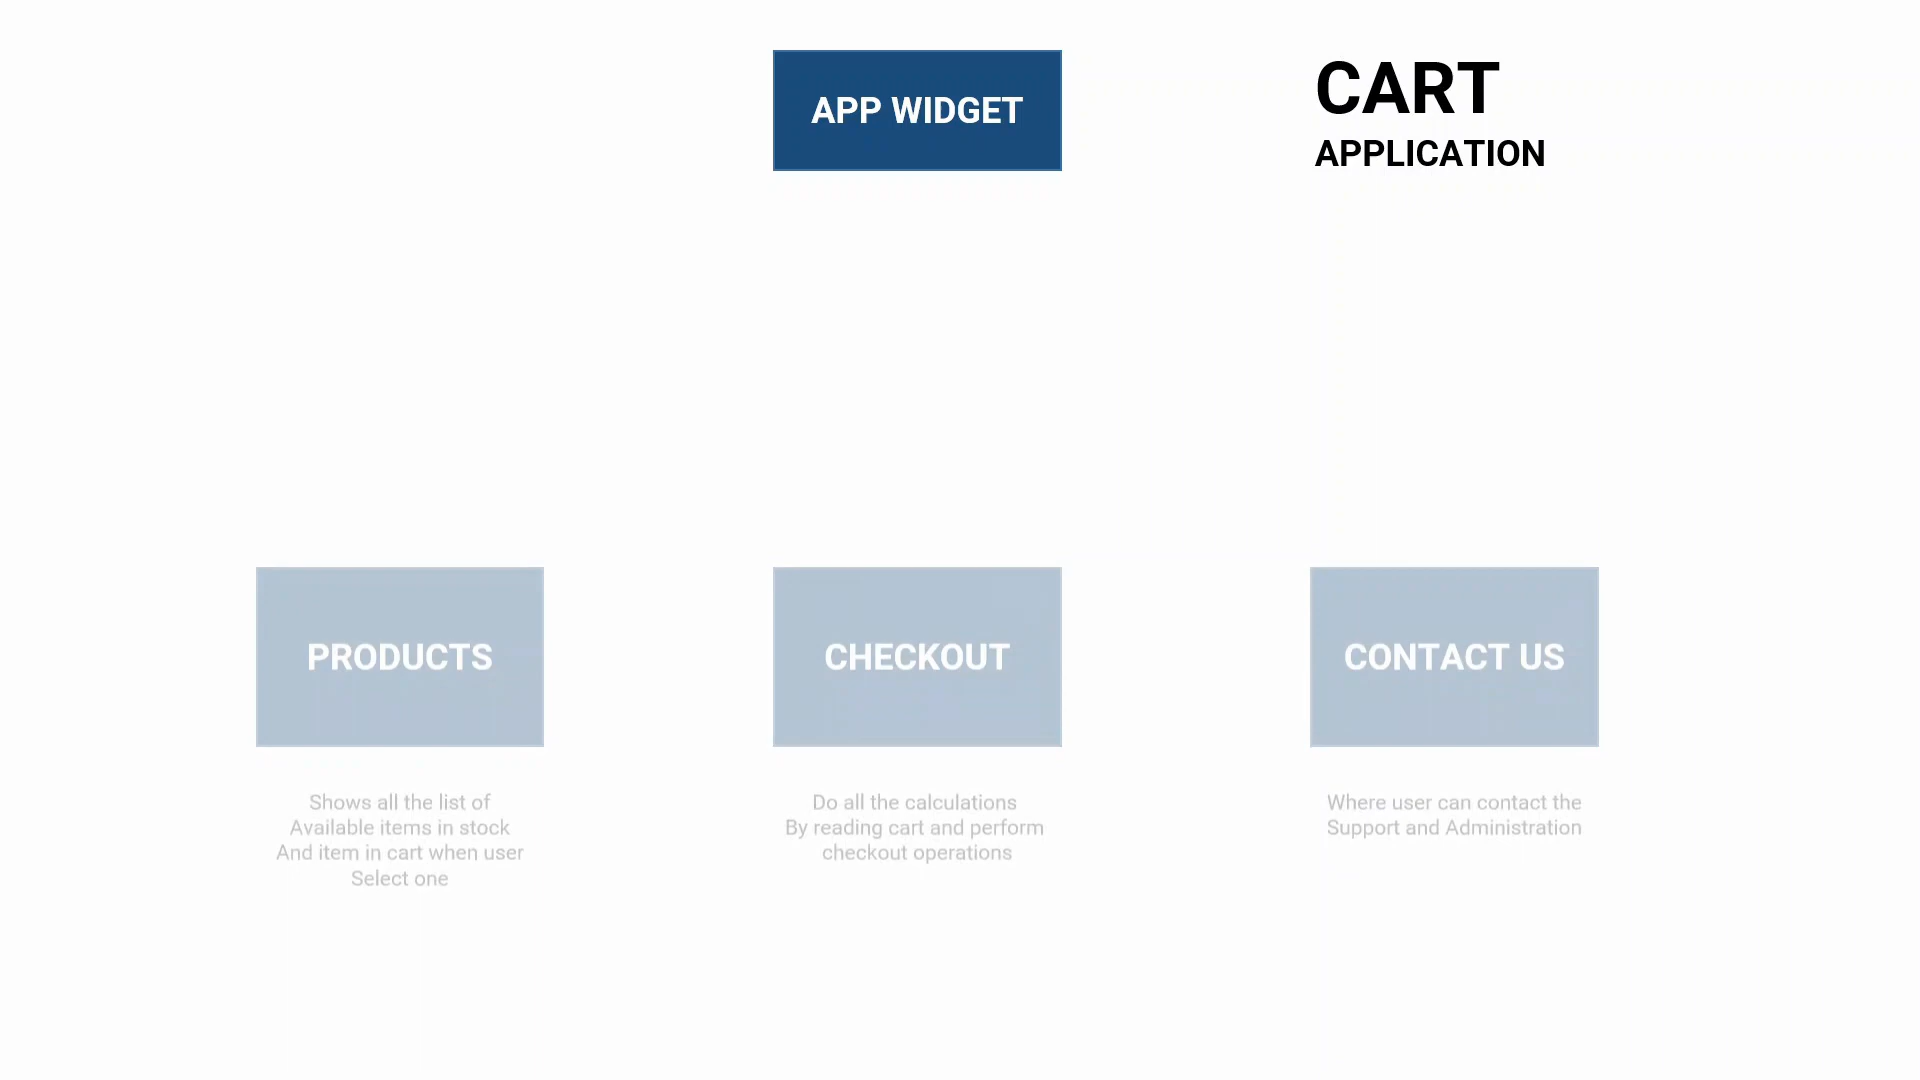 APP WIDGET
CART
APPLICATION
PRODUCTS
Shows all the list of
Available items in stock
And item in cart when user
Select one
CHECKOUT
Do all the calculations
By reading cart and perform
checkout operations
CONTACT US
Where user can contact the
Support and Administration